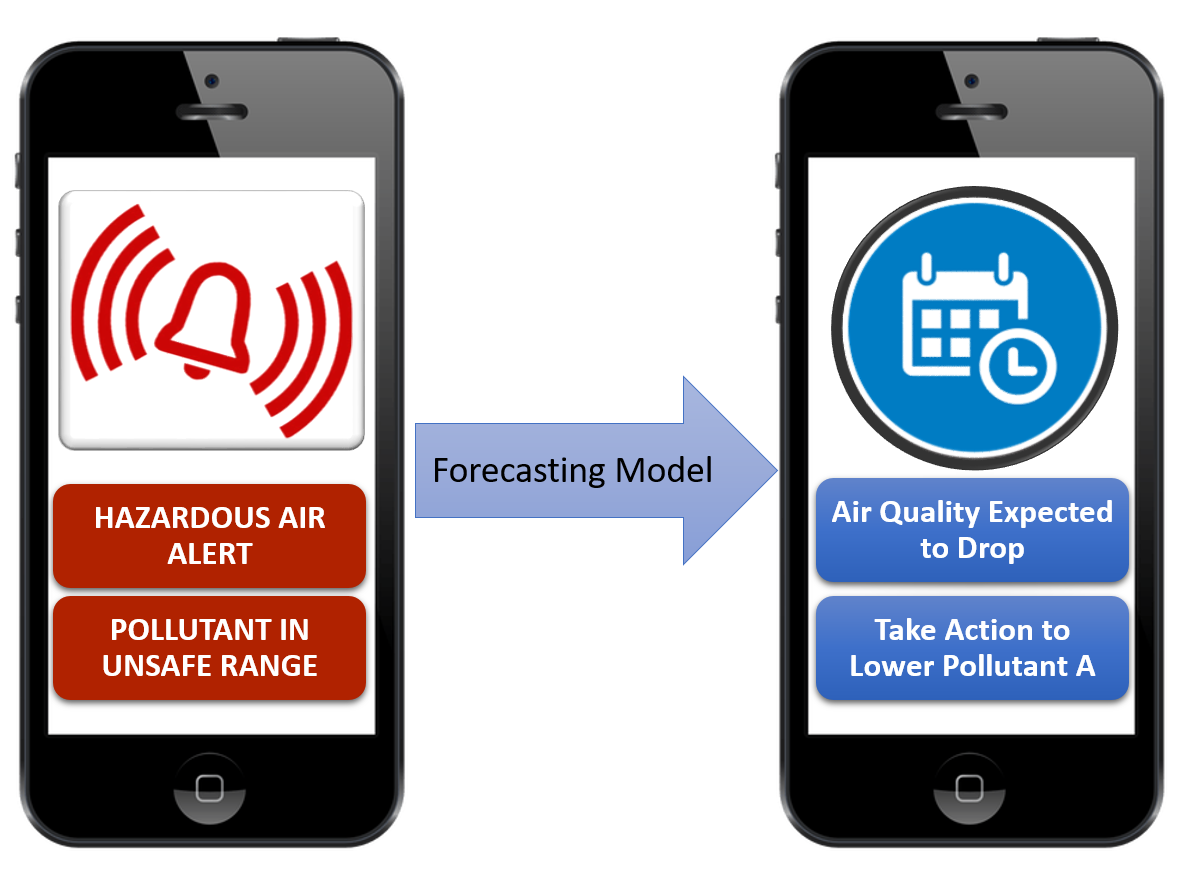 HAZARDOUS AIR
ALERT
POLLUTANT IN
UNSAFE RANGE
Forecasting Model
Air Quality Expected
to Drop
Take Action to
Lower Pollutant A